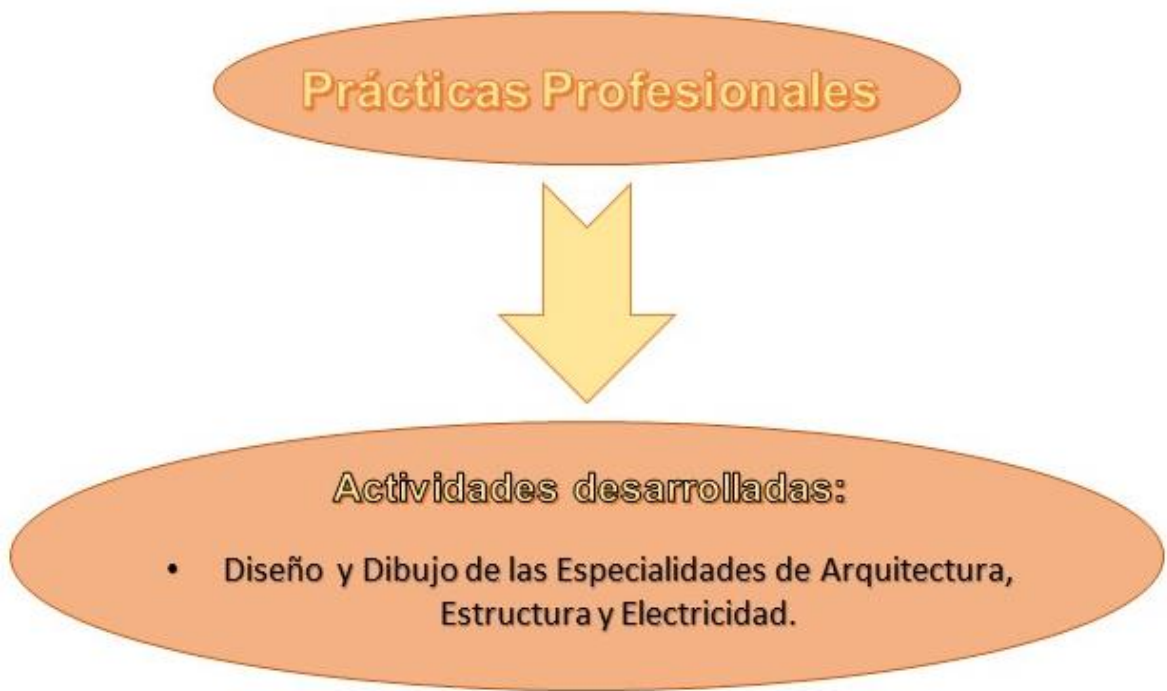 Prácticas Profesionales
Actividades desarrolladas:
• Diseño y Dibujo de las Especialidades de Arquitectura,
Estructura y Electricidad.